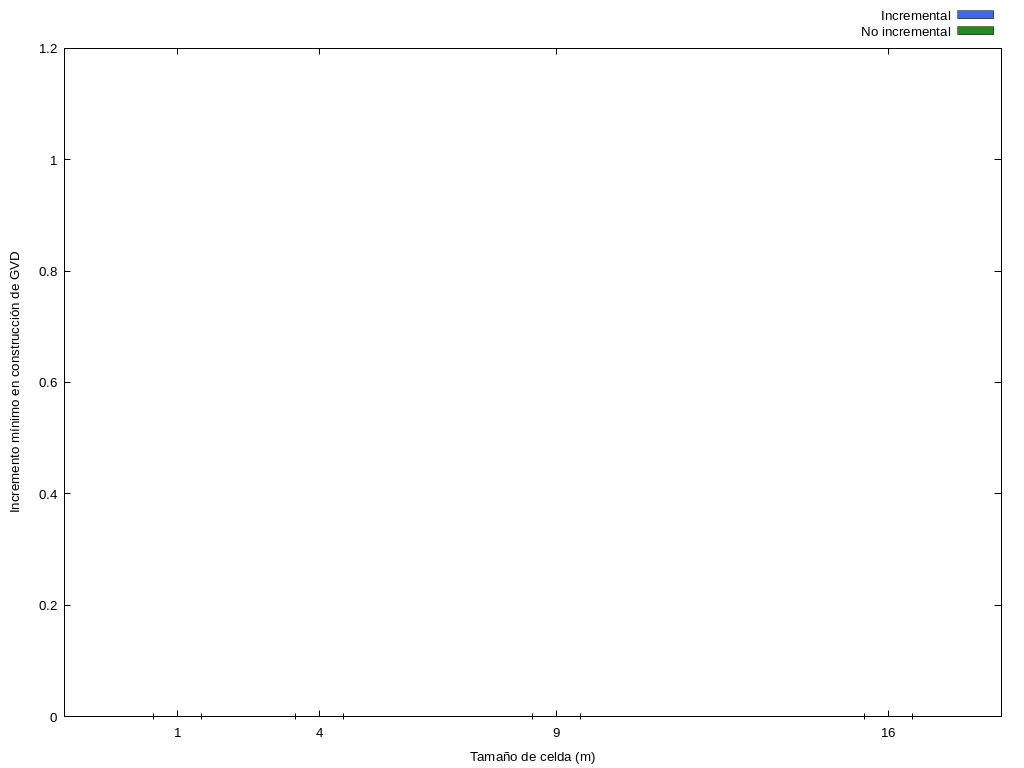 Incremental
No incremental
1.2
1
0.8
0.6
0.4
0.2
0
Incremento mínimo en construcción de GVD
1 4 9 16
Tamaño de celda (m)